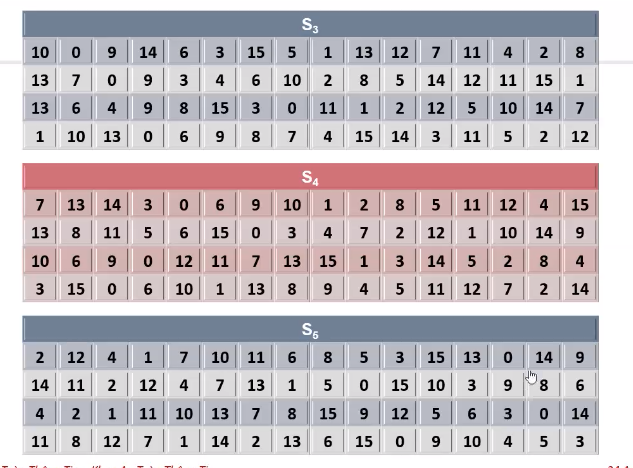 S3
10 0 9 14 6 3 15 5 1 13 12 7 11 4 2 8
13 7 0 9 3 4 6 10 2 8 5 14 12 11 15 1
13 6 4 9 8 15 3 0 11 1 2 12 5 10 14 7
1 10 13 0 6 9 8 7 4 15 14 3 11 5 2 12
S4
7 13 14 3 0 6 9 10 1 2 8 5 11 12 4 15
13 8 11 5 6 15 0 3 4 7 2 12 1 10 14 9
10 6 9 0 12 11 7 13 15 1 3 14 5 2 8 4
3 15 0 6 10 1 13 8 9 4 5 11 12 7 2 14
S5
2 12 4 1 7 10 11 6 8 5 3 15 13 0 14 9
14 11 2 12 4 7 13 1 5 0 15 10 3 9 8 6
4 2 1 11 10 13 7 8 15 9 12 5 6 3 0 14
11 8 12 7 1 14 2 13 6 15 0 9 10 4 5 3